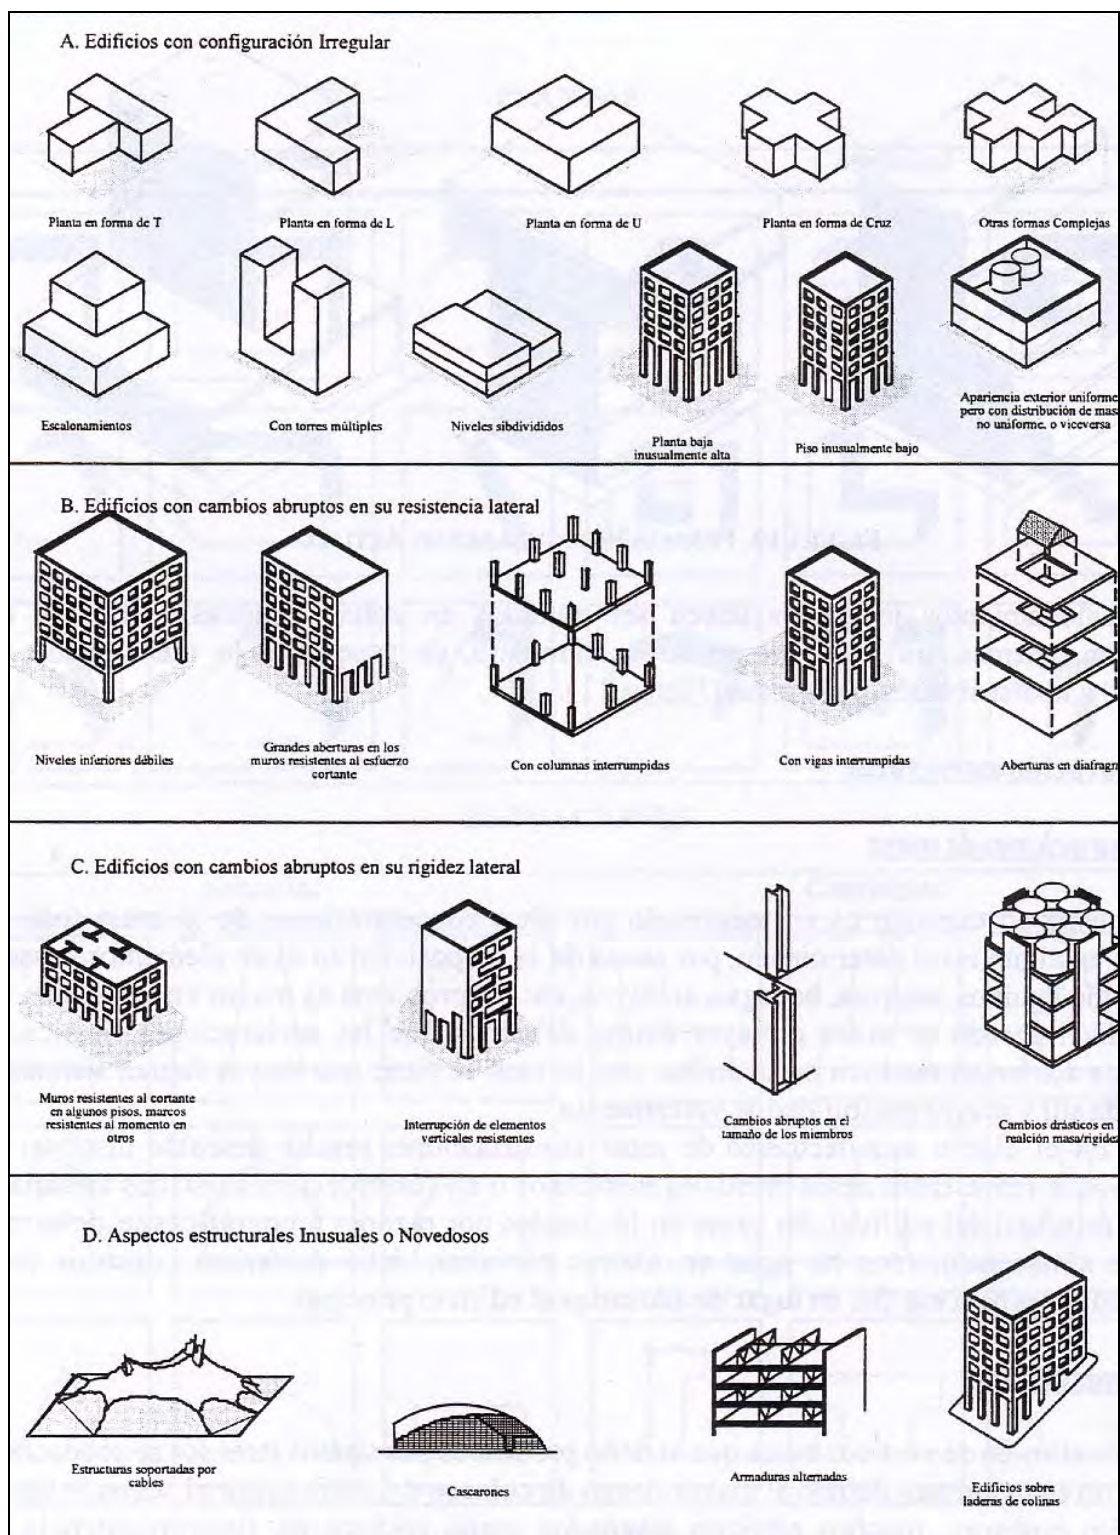 A. Edificios con configuración Irregular
Planta en forma de T
Planta en forma de L
Planta en forma de U
Planta en forma de Cruz
Otras formas Complejas
Escalonamientos
Con torres múltiples
Niveles sibdivididos
Planta baja
inusualmente alta
Piso inusualmente bajo
Apariencia exterior uniforme
pero con distribución de mas
no uniforme, o viceversa
B. Edificios con cambios abruptos en su resistencia lateral
Niveles inferiores débiles
Grandes aberturas en los
muros resistentes al esfuerzo
cortante
Con columnas interrumpidas
Con vigas interrumpidas
Aberturas en diafragm
C. Edificios con cambios abruptos en su rigidez lateral
Muros resistentes al cortante
en algunos pisos, marcos
resistentes al momento en
otros
Interrupción de elementos
verticales resistentes
Cambios abruptos en el
tamaño de los miembros
Cambios drásticos en
realción masa/rigidez
D. Aspectos estructurales Inusuales o Novedosos
Estructuras soportadas por
cables
Cascarones
Armaduras alternadas
Edificios sobre
laderas de colinas